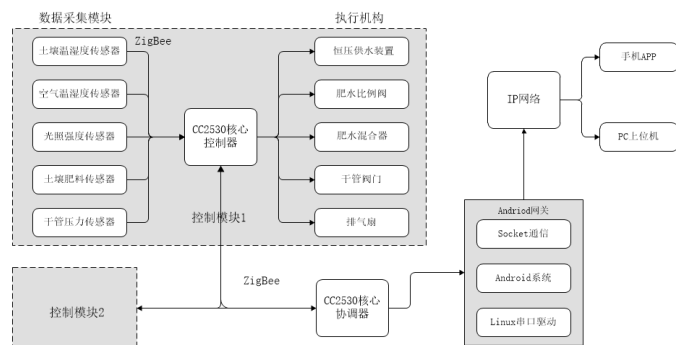 数据采集模块
执行机构
ZigBee
土壤温湿度传感器
空气温湿度传感器
光照强度传感器
土壤肥料传感器
干管压力传感器
CC2530核心
控制器
恒压供水装置
肥水比例阀
肥水混合器
干管阀门
排气扇
控制模块1
控制模块2
ZigBee
CC2530核心
协调器
IP网络
手机APP
PC上位机
Andriod网关
Socket通信
Android系统
Linux串口驱动